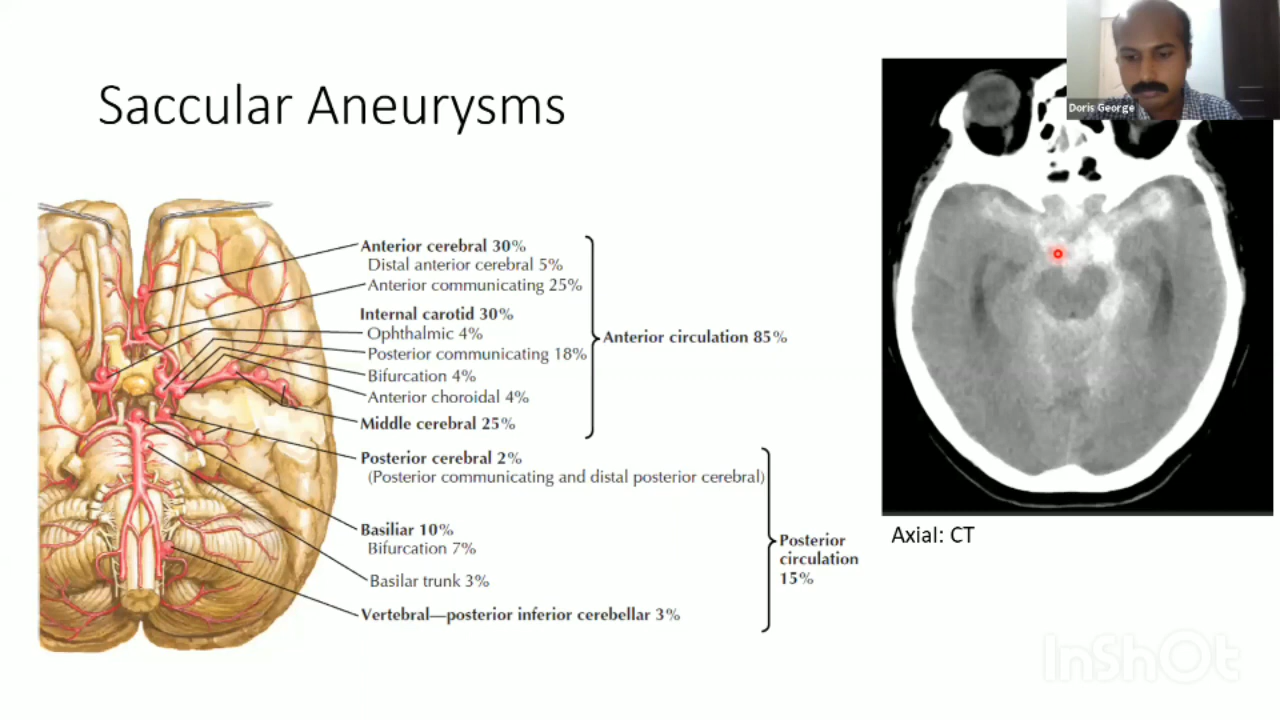 Doris George
Saccular Aneurysms
Anterior cerebral 30%
Distal anterior cerebral 5%
Anterior communicating 25%
Internal carotid 30%
Ophthalmic 4%
Posterior communicating 18%
Bifurcation 4%
Anterior choroidal 4%
Middle cerebral 25%
Anterior circulation 85%
Posterior cerebral 2%
(Posterior communicating and distal posterior cerebral)
Basiliar 10%
Bifurcation 7%
Basilar trunk 3%
Vertebral—posterior inferior cerebellar 3%
Posterior
circulation
15%
Axial: CT
InShOt